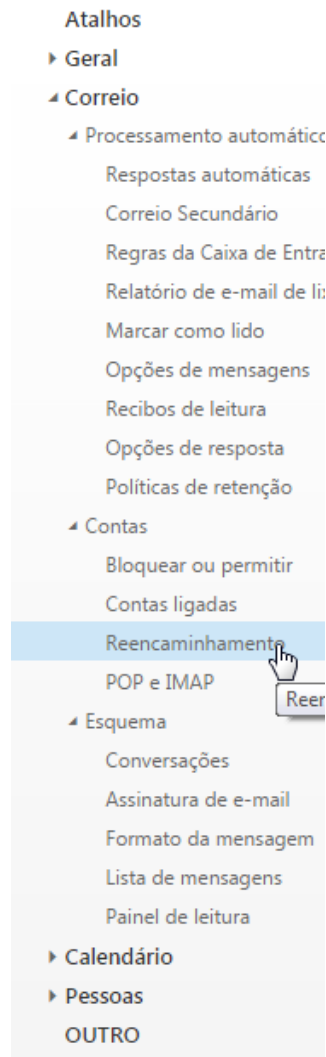 Atalhos
Geral
Correio
Processamento automático
Respostas automáticas
Correio Secundário
Regras da Caixa de Entra
Relatório de e-mail de li
Marcar como lido
Opções de mensagens
Recibos de leitura
Opções de resposta
Políticas de retenção
Contas
Bloquear ou permitir
Contas ligadas
Reencaminhamento
POP e IMAP
Reen
Esquema
Conversações
Assinatura de e-mail
Formato da mensagem
Lista de mensagens
Painel de leitura
Calendário
Pessoas
OUTRO